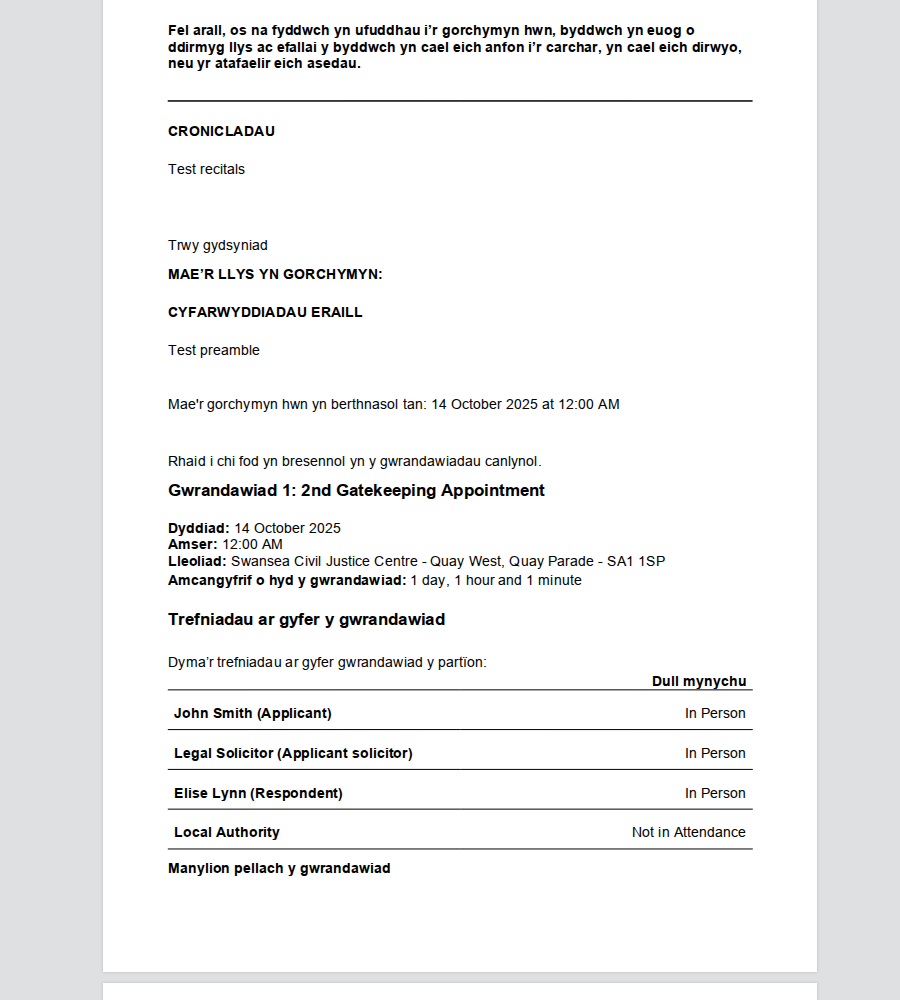 Fel arall, os na fyddwch yn ufuddhau i’r gorchymyn hwn, byddwch yn euog o
ddirmyg llys ac efallai y byddwch yn cael eich anfon i’r carchar, yn cael eich dirwyo,
neu yr atafaelir eich asedau.
CRONICLADAU
Test recitals
Trwy gydsyniad
MAE’R LLYS YN GORCHYMYN:
CYFARWYDDIADAU ERAILL
Test preamble
Mae'r gorchymyn hwn yn berthnasol tan: 14 October 2025 at 12:00 AM
Rhaid i chi fod yn bresennol yn y gwrandawiadau canlynol.
Gwrandawiad 1: 2nd Gatekeeping Appointment
Dyddiad: 14 October 2025
Amser: 12:00 AM
Lleoliad: Swansea Civil Justice Centre - Quay West, Quay Parade - SA1 1SP
Amcangyfrif o hyd y gwrandawiad: 1 day, 1 hour and 1 minute
Trefniadau ar gyfer y gwrandawiad
Dyma’r trefniadau ar gyfer gwrandawiad y partïon:
Dull mynychu
John Smith (Applicant) In Person
Legal Solicitor (Applicant solicitor) In Person
Elise Lynn (Respondent) In Person
Local Authority Not in Attendance
Manylion pellach y gwrandawiad